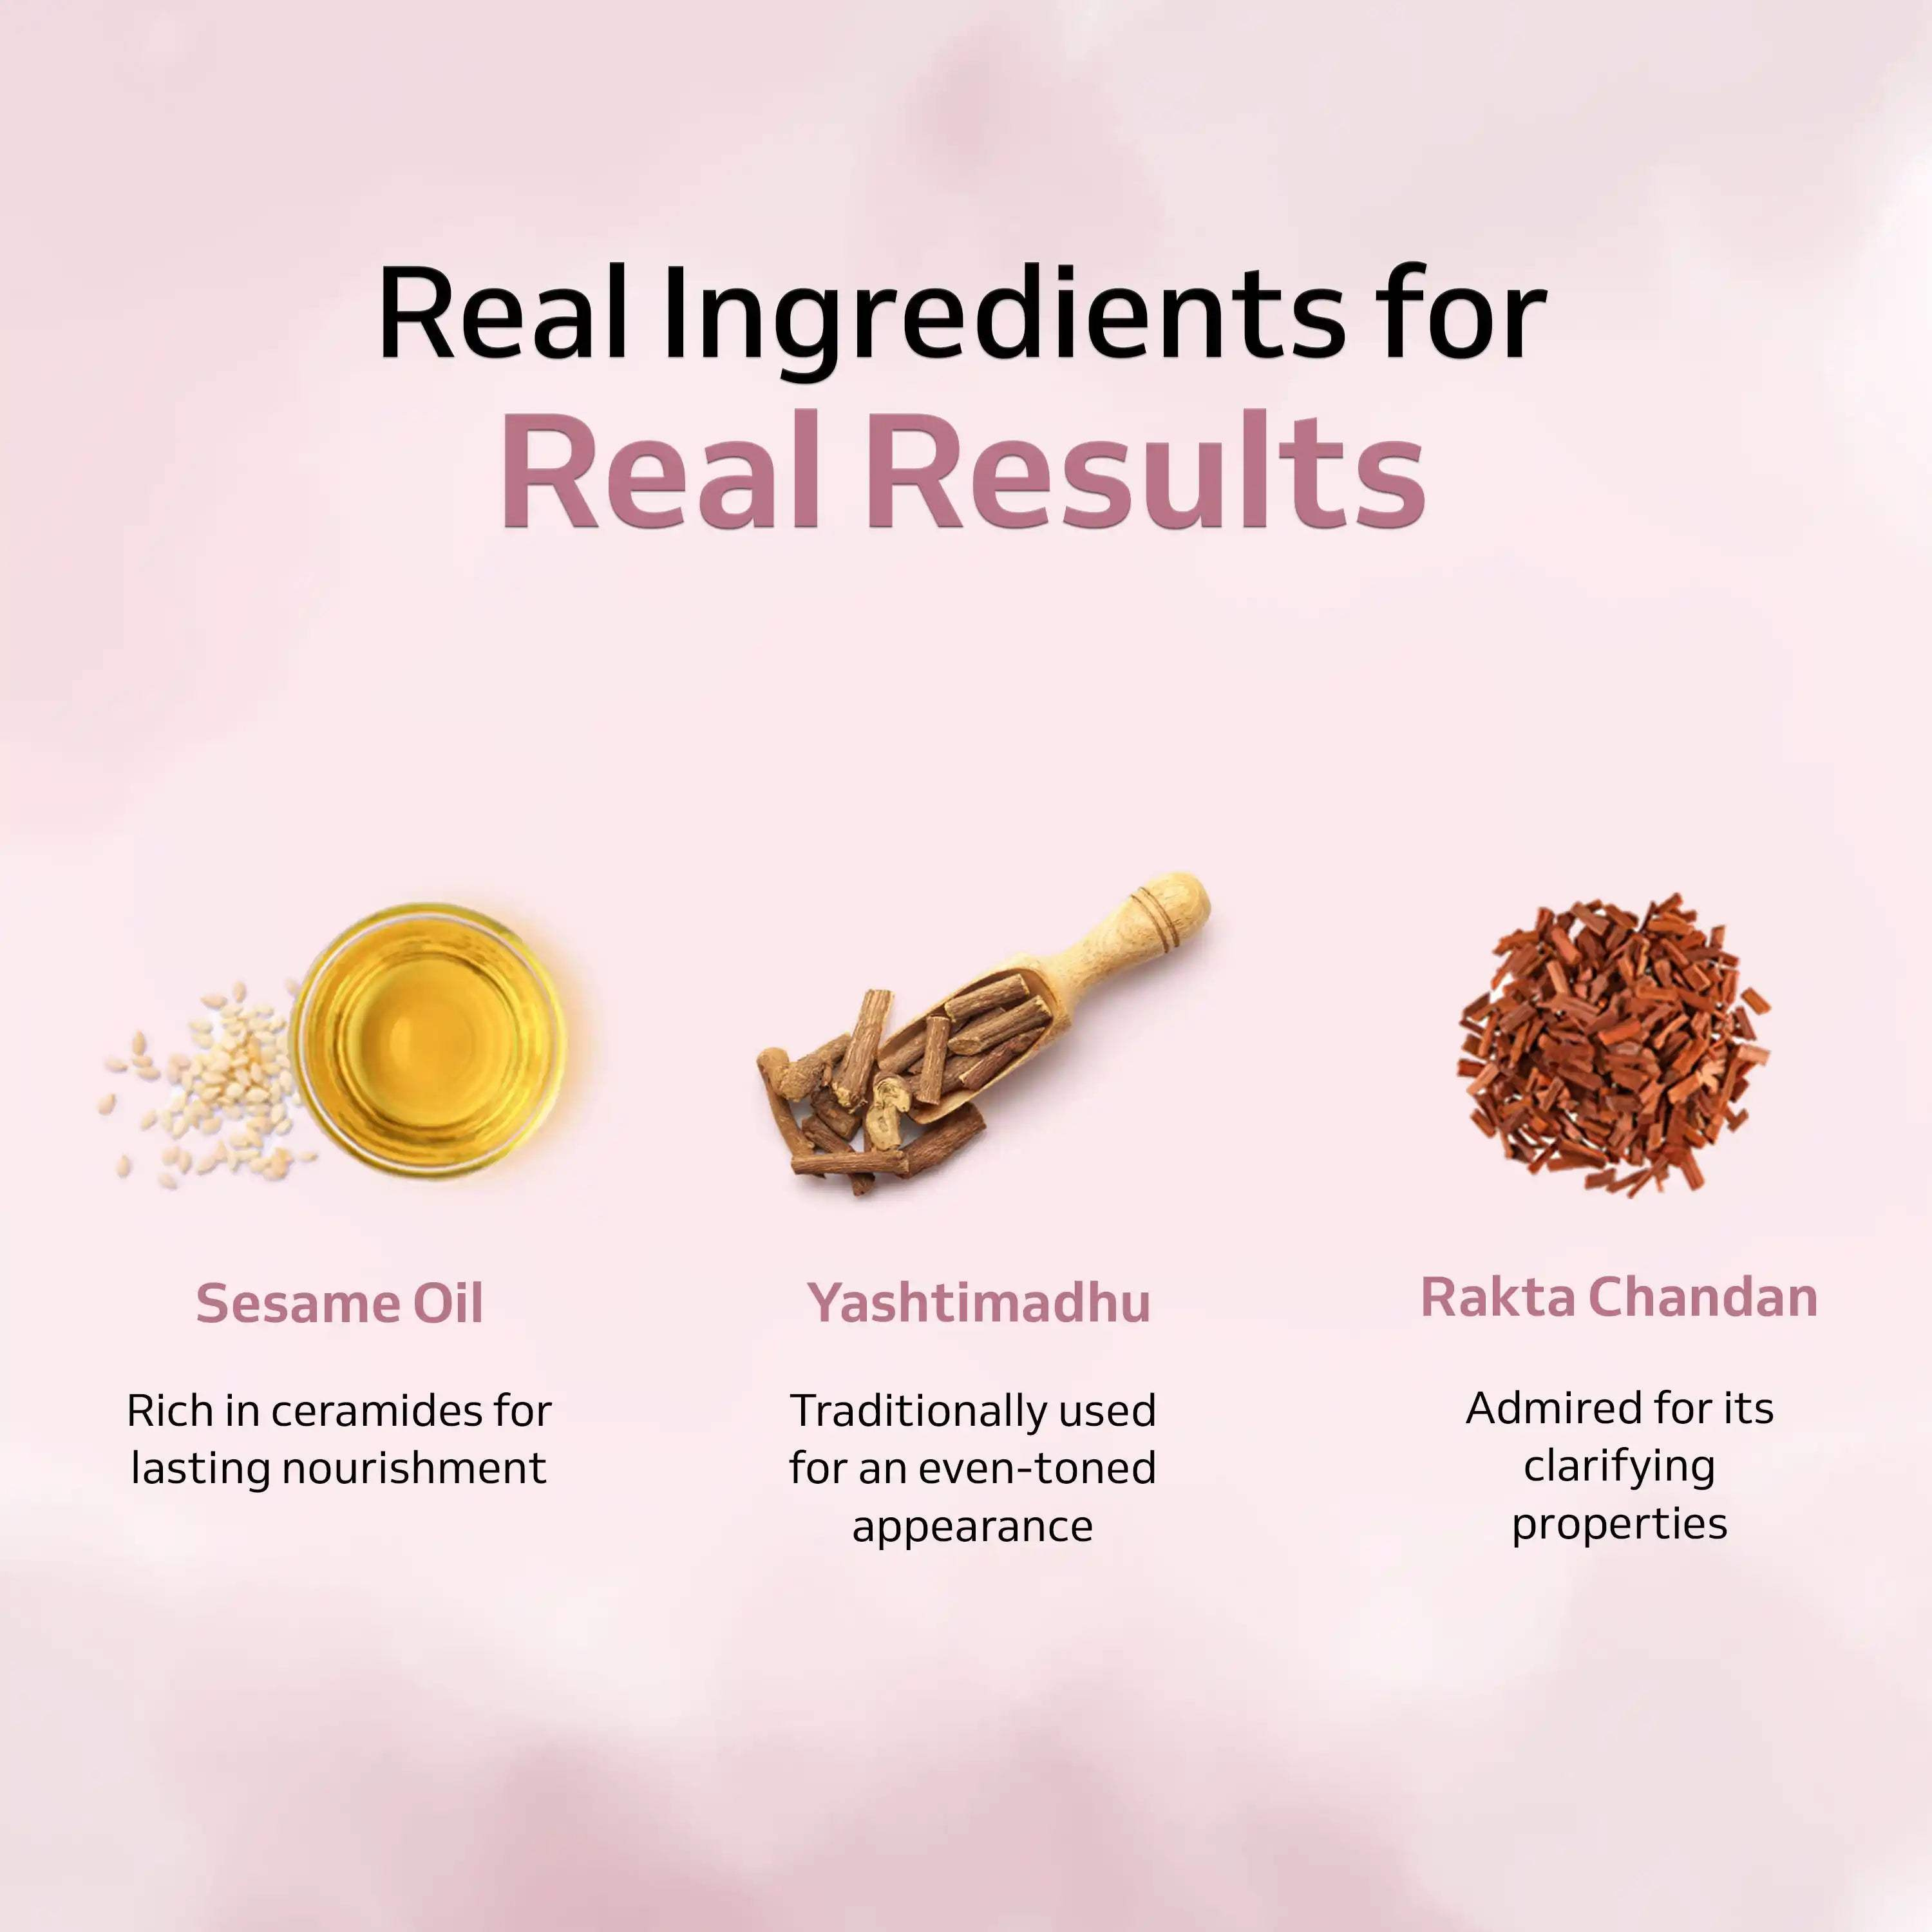 Real Ingredients for
Real Results
Sesame Oil
Rich in ceramides for
lasting nourishment
Yashtimadhu
Traditionally used
for an even-toned
appearance
Rakta Chandan
Admired for its
clarifying
properties